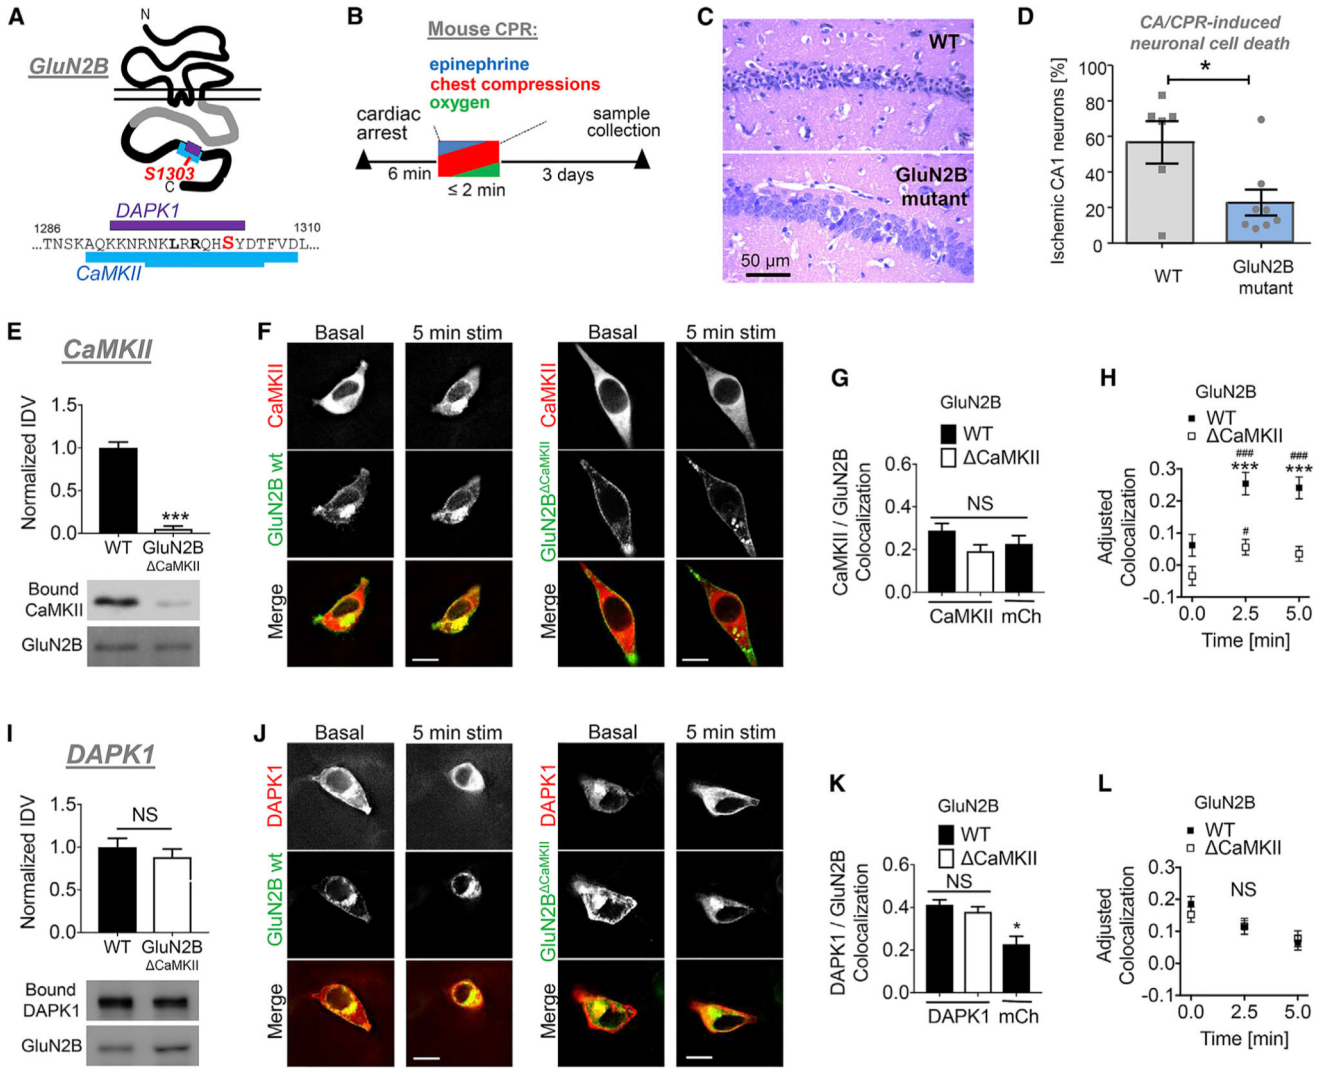 A
N
GluN2B
S1303
C
DAPK1
1286
1310
...TNSKAQKKNRNKLRRQHSYDTFVDL...
CaMKII
B
Mouse CPR:
epinephrine
chest compressions
oxygen
cardiac
arrest
sample
collection
6 min
≤ 2 min
3 days
C
WT
GluN2B
mutant
50 µm
D
CA/CPR-induced
neuronal cell death
Ischemic CA1 neurons [%]
100
80
60
40
20
0
*
WT
GluN2B
mutant
E
CaMKII
Normalized IDV
1.5
1.0
0.5
0.0
***
WT
GluN2B
ΔCaMKII
Bound
CaMKII
GluN2B
F
Basal
5 min stim
Basal
5 min stim
CaMKII
GluN2B wt
Merge
CaMKII
GluN2BΔCaMKII
Merge
G
GluN2B
WT
ΔCaMKII
CaMKII / GluN2B
Colocalization
0.6
0.4
0.2
0.0
NS
CaMKII
mCh
H
GluN2B
WT
ΔCaMKII
Adjusted
Colocalization
0.3
0.2
0.1
0.0
-0.1
###
***
#
###
***
0.0
2.5
5.0
Time [min]
I
DAPK1
Normalized IDV
1.5
1.0
0.5
0.0
NS
WT
GluN2B
ΔCaMKII
Bound
DAPK1
GluN2B
J
Basal
5 min stim
Basal
5 min stim
DAPK1
GluN2B wt
Merge
DAPK1
GluN2BΔCaMKII
Merge
K
GluN2B
WT
ΔCaMKII
DAPK1 / GluN2B
Colocalization
0.6
0.4
0.2
0.0
NS
*
DAPK1
mCh
L
GluN2B
WT
ΔCaMKII
Adjusted
Colocalization
0.3
0.2
0.1
0.0
-0.1
NS
0.0
2.5
5.0
Time [min]